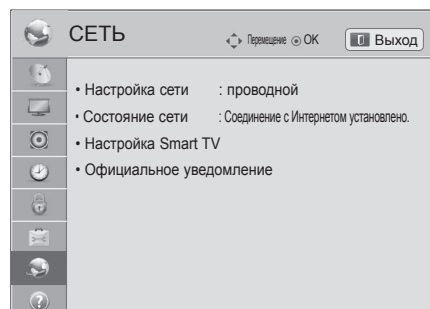 СЕТЬ
Перемещение OK Выход
• Настройка сети : проводной
• Состояние сети : Соединение с Интернетом установлено.
• Настройка Smart TV
• Официальное уведомление